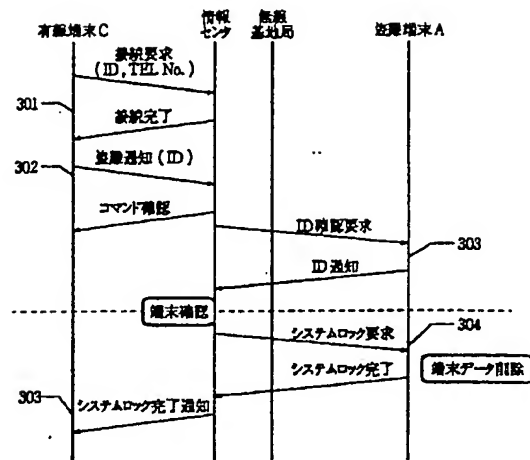 有線端末C
情報
センタ
無線
基地局
盗難端末A
接続要求
(ID, TEL No.)
301
接続完了
302
盗難通知 (ID)
コマンド確認
ID確認要求
303
ID通知
端末確認
システムロック要求
304
システムロック完了
端末データ削除
303
システムロック完了通知